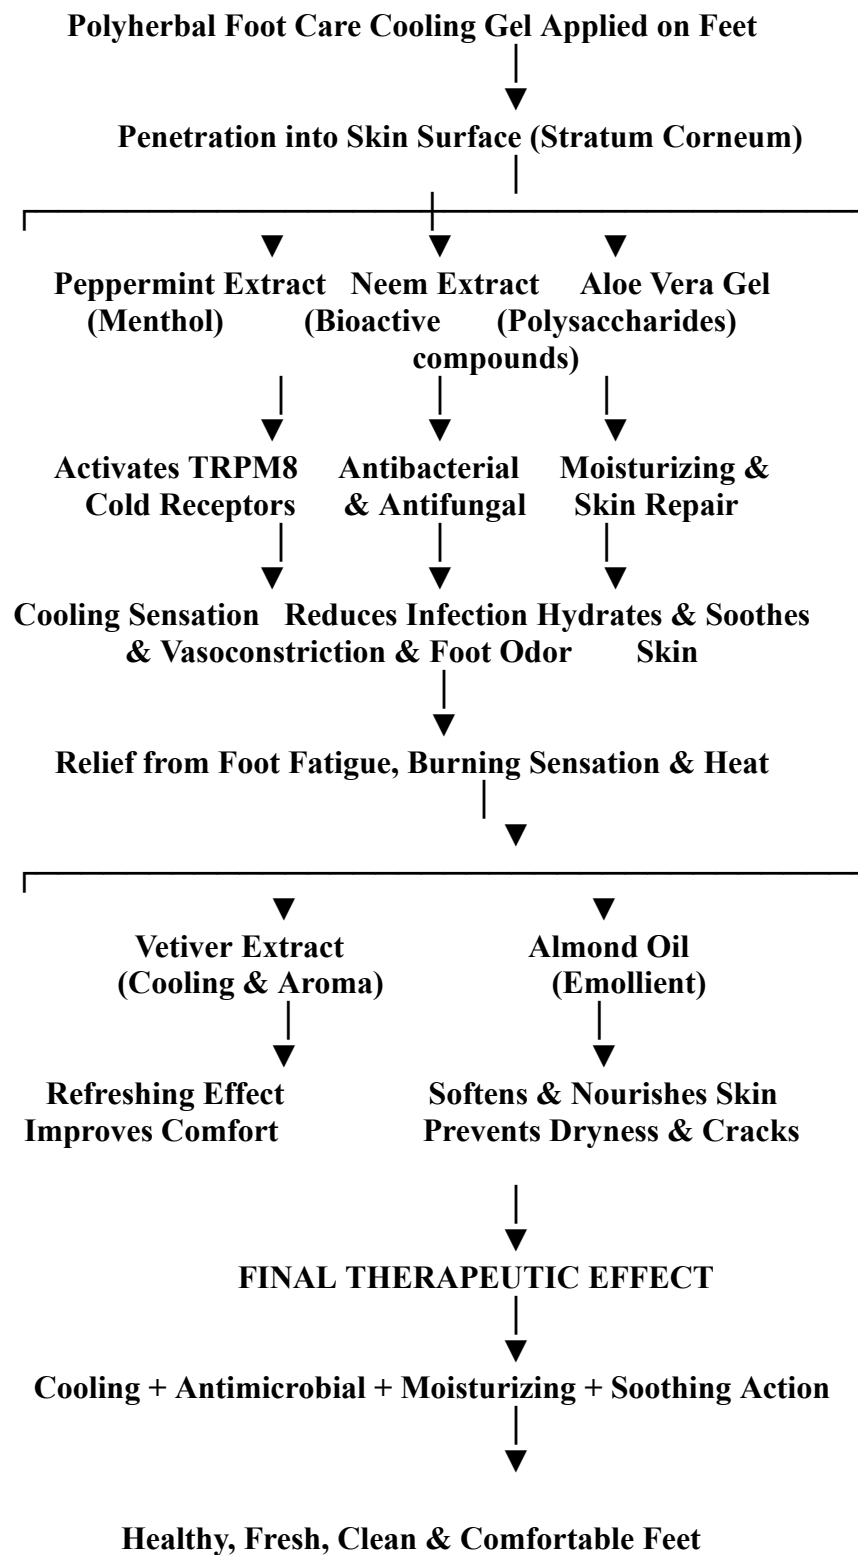 Polyherbal Foot Care Cooling Gel Applied on Feet
Penetration into Skin Surface (Stratum Corneum)
Peppermint Extract Neem Extract Aloe Vera Gel
(Menthol) (Bioactive (Polysaccharides)
compounds)
Activates TRPM8 Antibacterial Moisturizing &
Cold Receptors & Antifungal Skin Repair
Cooling Sensation Reduces Infection Hydrates & Soothes
& Vasoconstriction & Foot Odor Skin
Relief from Foot Fatigue, Burning Sensation & Heat
Vetiver Extract Almond Oil
(Cooling & Aroma) (Emollient)
Refreshing Effect Softens & Nourishes Skin
Improves Comfort Prevents Dryness & Cracks
FINAL THERAPEUTIC EFFECT
Cooling + Antimicrobial + Moisturizing + Soothing Action
Healthy, Fresh, Clean & Comfortable Feet